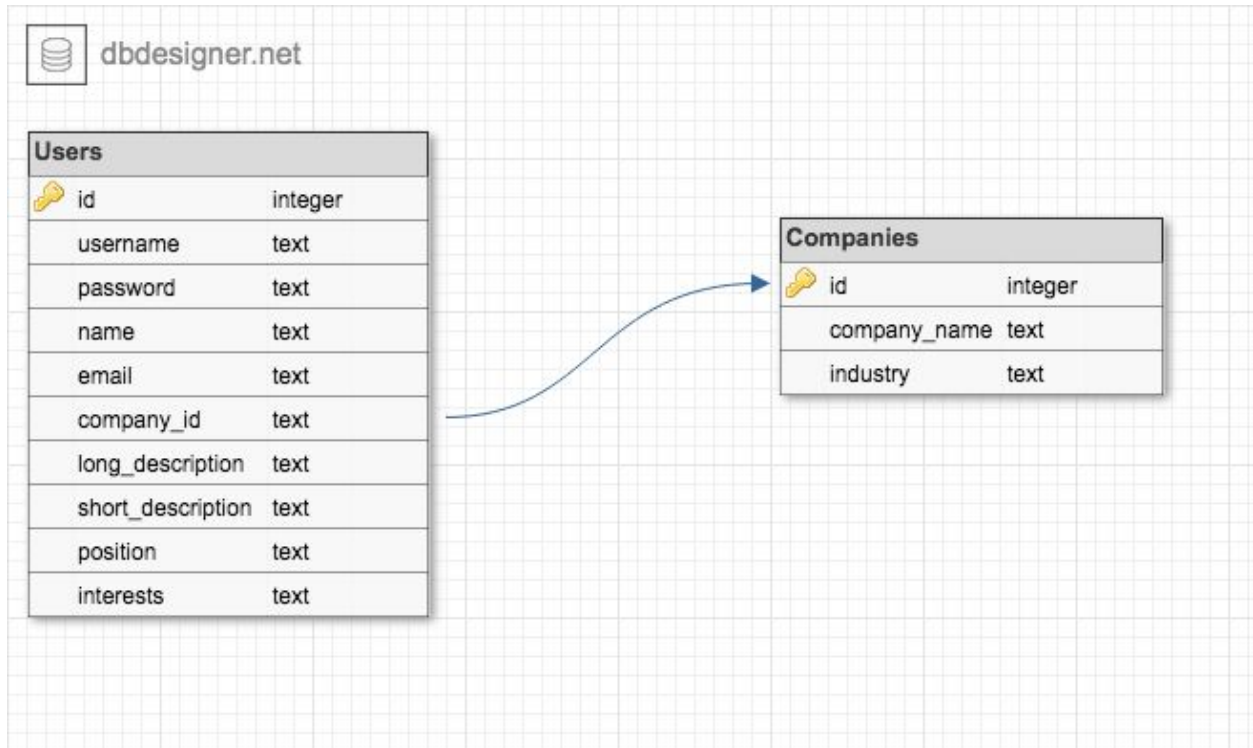 dbdesigner.net
Users
id integer
username text
password text
name text
email text
company_id text
long_description text
short_description text
position text
interests text
Companies
id integer
company_name text
industry text